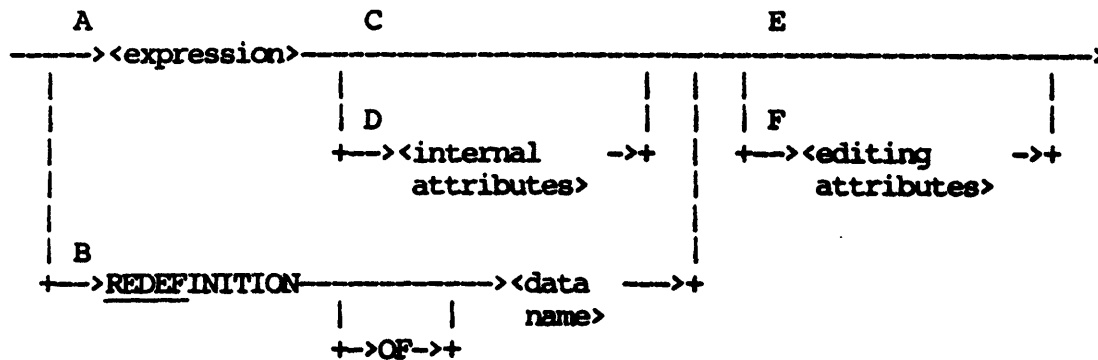 A C E
<expression>
D F
<internal <editing
attributes> attributes>
B
REDEFINITION <data
name>
OF